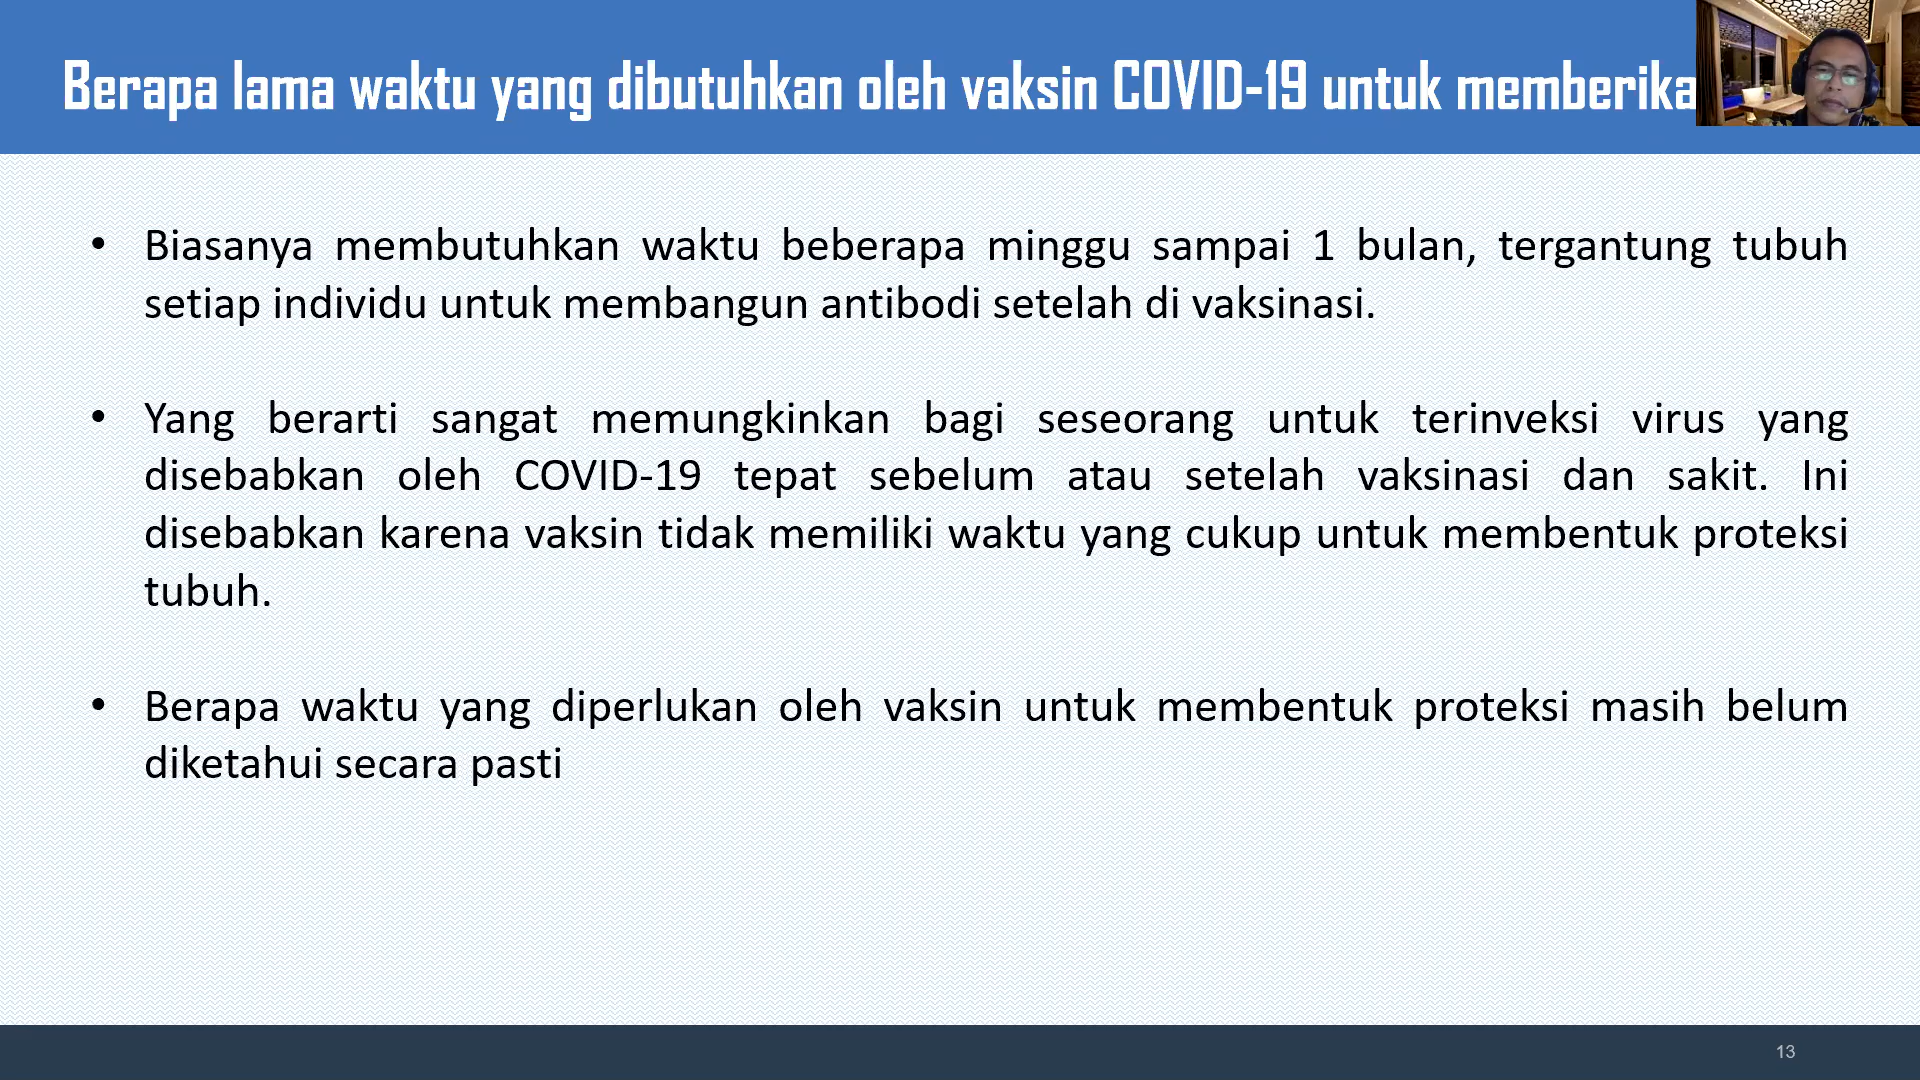 Berapa lama waktu yang dibutuhkan oleh vaksin COVID-19 untuk memberika
• Biasanya membutuhkan waktu beberapa minggu sampai 1 bulan, tergantung tubuh
setiap individu untuk membangun antibodi setelah di vaksinasi.
• Yang berarti sangat memungkinkan bagi seseorang untuk terinveksi virus yang
disebabkan oleh COVID-19 tepat sebelum atau setelah vaksinasi dan sakit. Ini
disebabkan karena vaksin tidak memiliki waktu yang cukup untuk membentuk proteksi
tubuh.
• Berapa waktu yang diperlukan oleh vaksin untuk membentuk proteksi masih belum
diketahui secara pasti
13